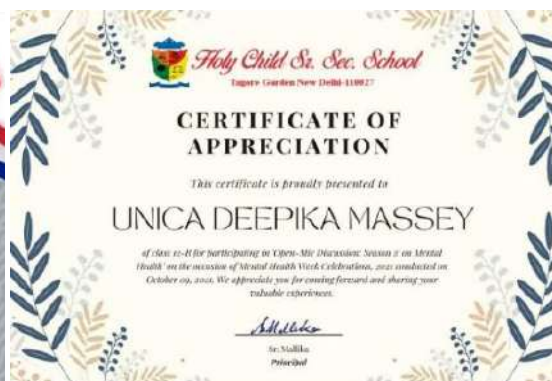 Holy Child Sr. Sec. School
Tagore Garden New Delhi-110027
CERTIFICATE OF
APPRECIATION
This certificate is proudly presented to
UNICA DEEPIKA MASSEY
of class 12-B for participating in 'Open-Mic Discussion: Season 2 on Mental
Health' on the occasion of Mental Health Week Celebrations, 2021 conducted on
October 09, 2021. We appreciate you for coming forward and sharing your
valuable experiences.
Sr. Mallika
Principal